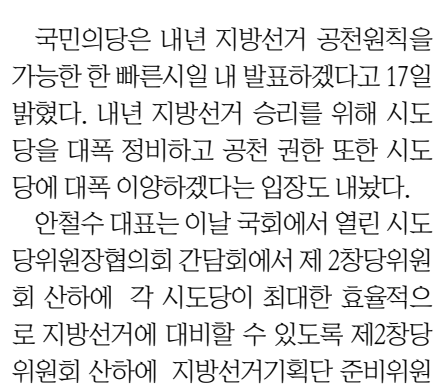 국민의당은 내년 지방선거 공천원칙을
가능한 한 빠른시일 내 발표하겠다고 17일
밝혔다. 내년 지방선거 승리를 위해 시도
당을 대폭 정비하고 공천 권한 또한 시도
당에 대폭 이양하겠다는 입장도 내놨다.
안철수 대표는 이날 국회에서 열린 시도
당위원장협의회 간담회에서 제 2창당위원
회 산하에 각 시도당이 최대한 효율적으
로 지방선거에 대비할 수 있도록 제2창당
위원회 산하에 지방선거기획단 준비위원